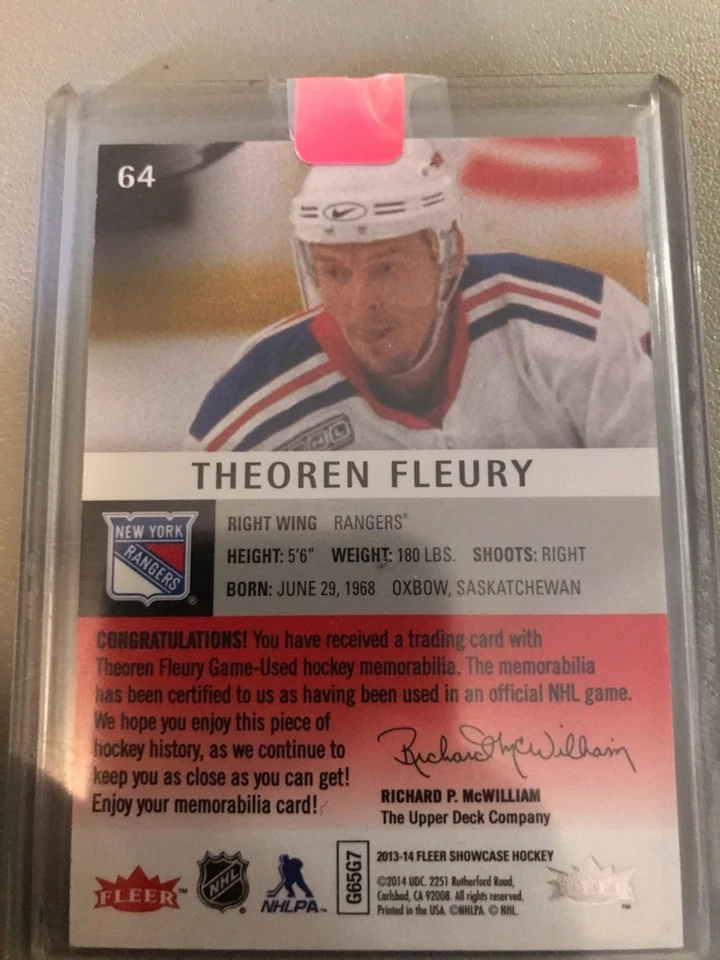 64
THEOREN FLEURY
NEW YORK
RANGERS
RIGHT WING RANGERS®
HEIGHT: 5'6" WEIGHT: 180 LBS. SHOOTS: RIGHT
BORN: JUNE 29, 1968 OXBOW, SASKATCHEWAN
CONGRATULATIONS! You have received a trading card with
Theoren Fleury Game-Used hockey memorabilia. The memorabilia
has been certified to us as having been used in an official NHL game.
We hope you enjoy this piece of
hockey history, as we continue to
keep you as close as you can get!
Enjoy your memorabilia card!
Richard P. McWilliam
RICHARD P. McWILLIAM
The Upper Deck Company
FLEER™
NHL
NHLPA™
G65G7
2013-14 FLEER SHOWCASE HOCKEY
©2014 UDC. 2251 Rutherford Road,
Carlsbad, CA 92008. All rights reserved.
Printed in the USA. ©NHLPA. © NHL.
FLEER™